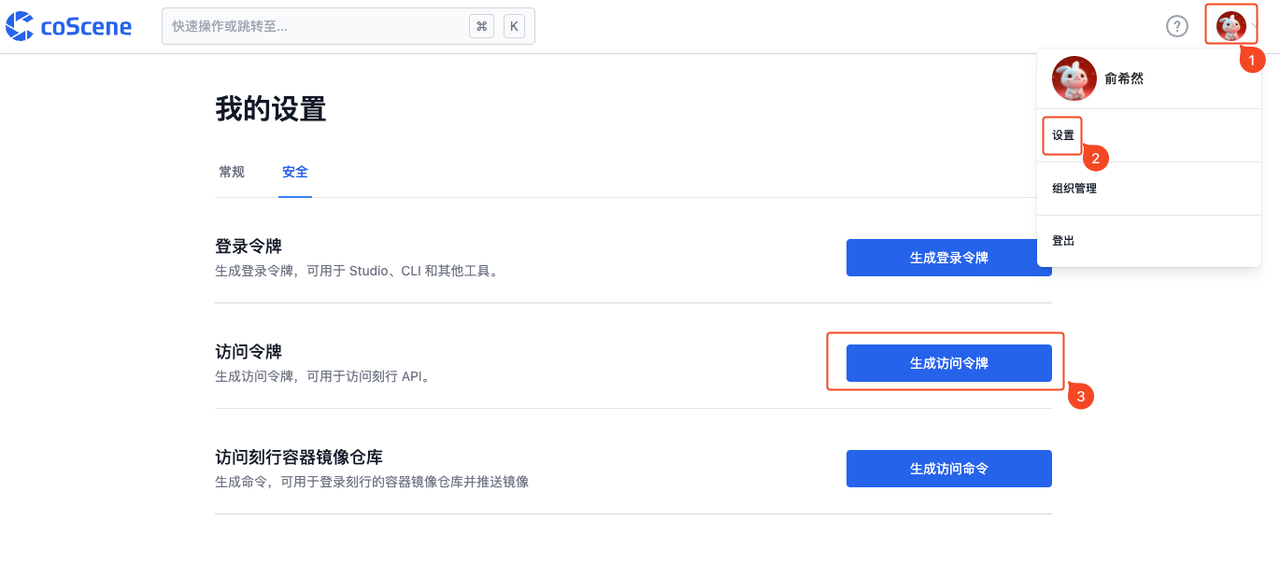 coScene
快速操作或跳转至...
⌘ K
?
1
俞希然
设置
2
组织管理
登出
我的设置
常规 安全
登录令牌
生成登录令牌，可用于 Studio、CLI 和其他工具。
生成登录令牌
访问令牌
生成访问令牌，可用于访问刻行 API。
生成访问令牌
3
访问刻行容器镜像仓库
生成命令，可用于登录刻行的容器镜像仓库并推送镜像
生成访问命令